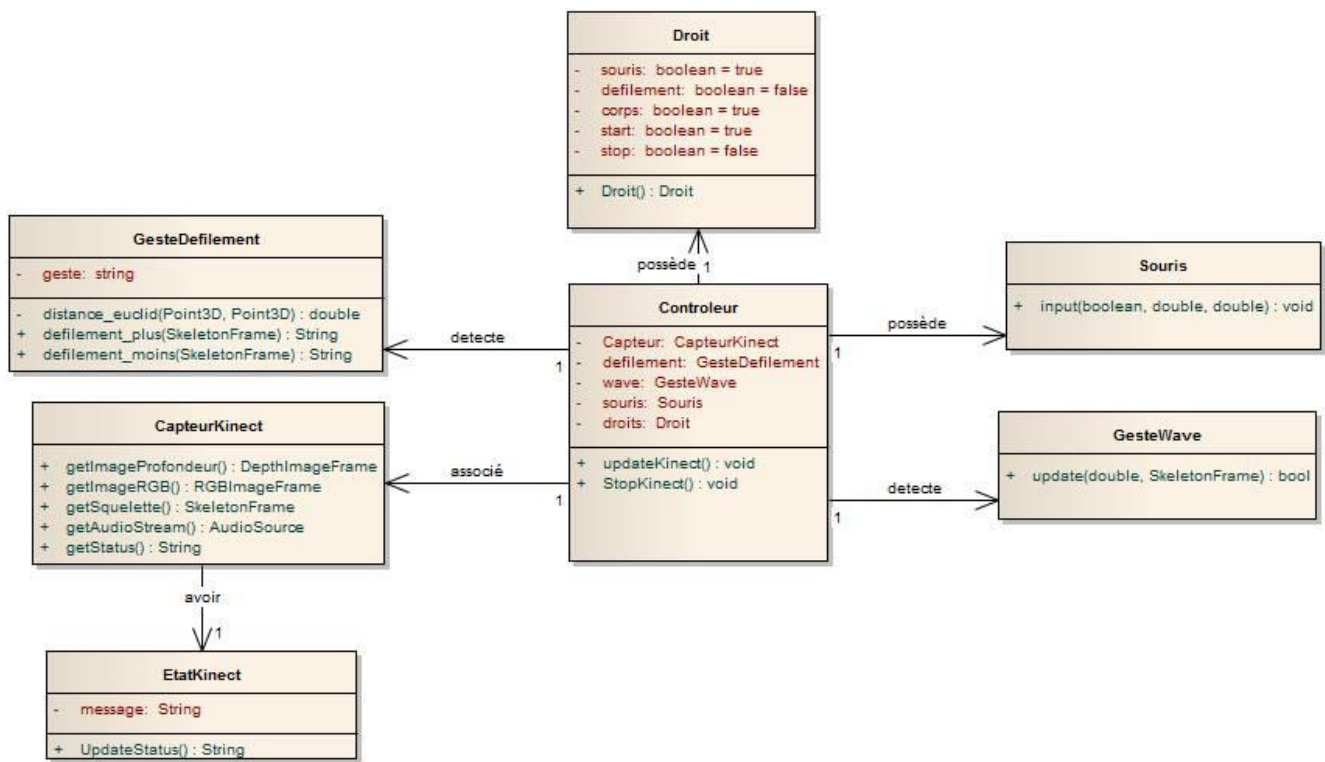 Droit
- souris: boolean = true
- defilement: boolean = false
- corps: boolean = true
- start: boolean = true
- stop: boolean = false
+ Droit() : Droit
possède
1
GesteDefilement
- geste: string
- distance_euclid(Point3D, Point3D) : double
+ defilement_plus(SkeletonFrame) : String
+ defilement_moins(SkeletonFrame) : String
detecte
1
Controleur
- Capteur: CapteurKinect
- defilement: GesteDefilement
- wave: GesteWave
- souris: Souris
- droits: Droit
+ updateKinect() : void
+ StopKinect() : void
possède
1
Souris
+ input(boolean, double, double) : void
CapteurKinect
+ getImageProfondeur() : DepthImageFrame
+ getImageRGB() : RGBImageFrame
+ getSquelette() : SkeletonFrame
+ getAudioStream() : AudioSource
+ getStatus() : String
associé
1
detecte
1
GesteWave
+ update(double, SkeletonFrame) : bool
avoir
1
EtatKinect
- message: String
+ UpdateStatus() : String